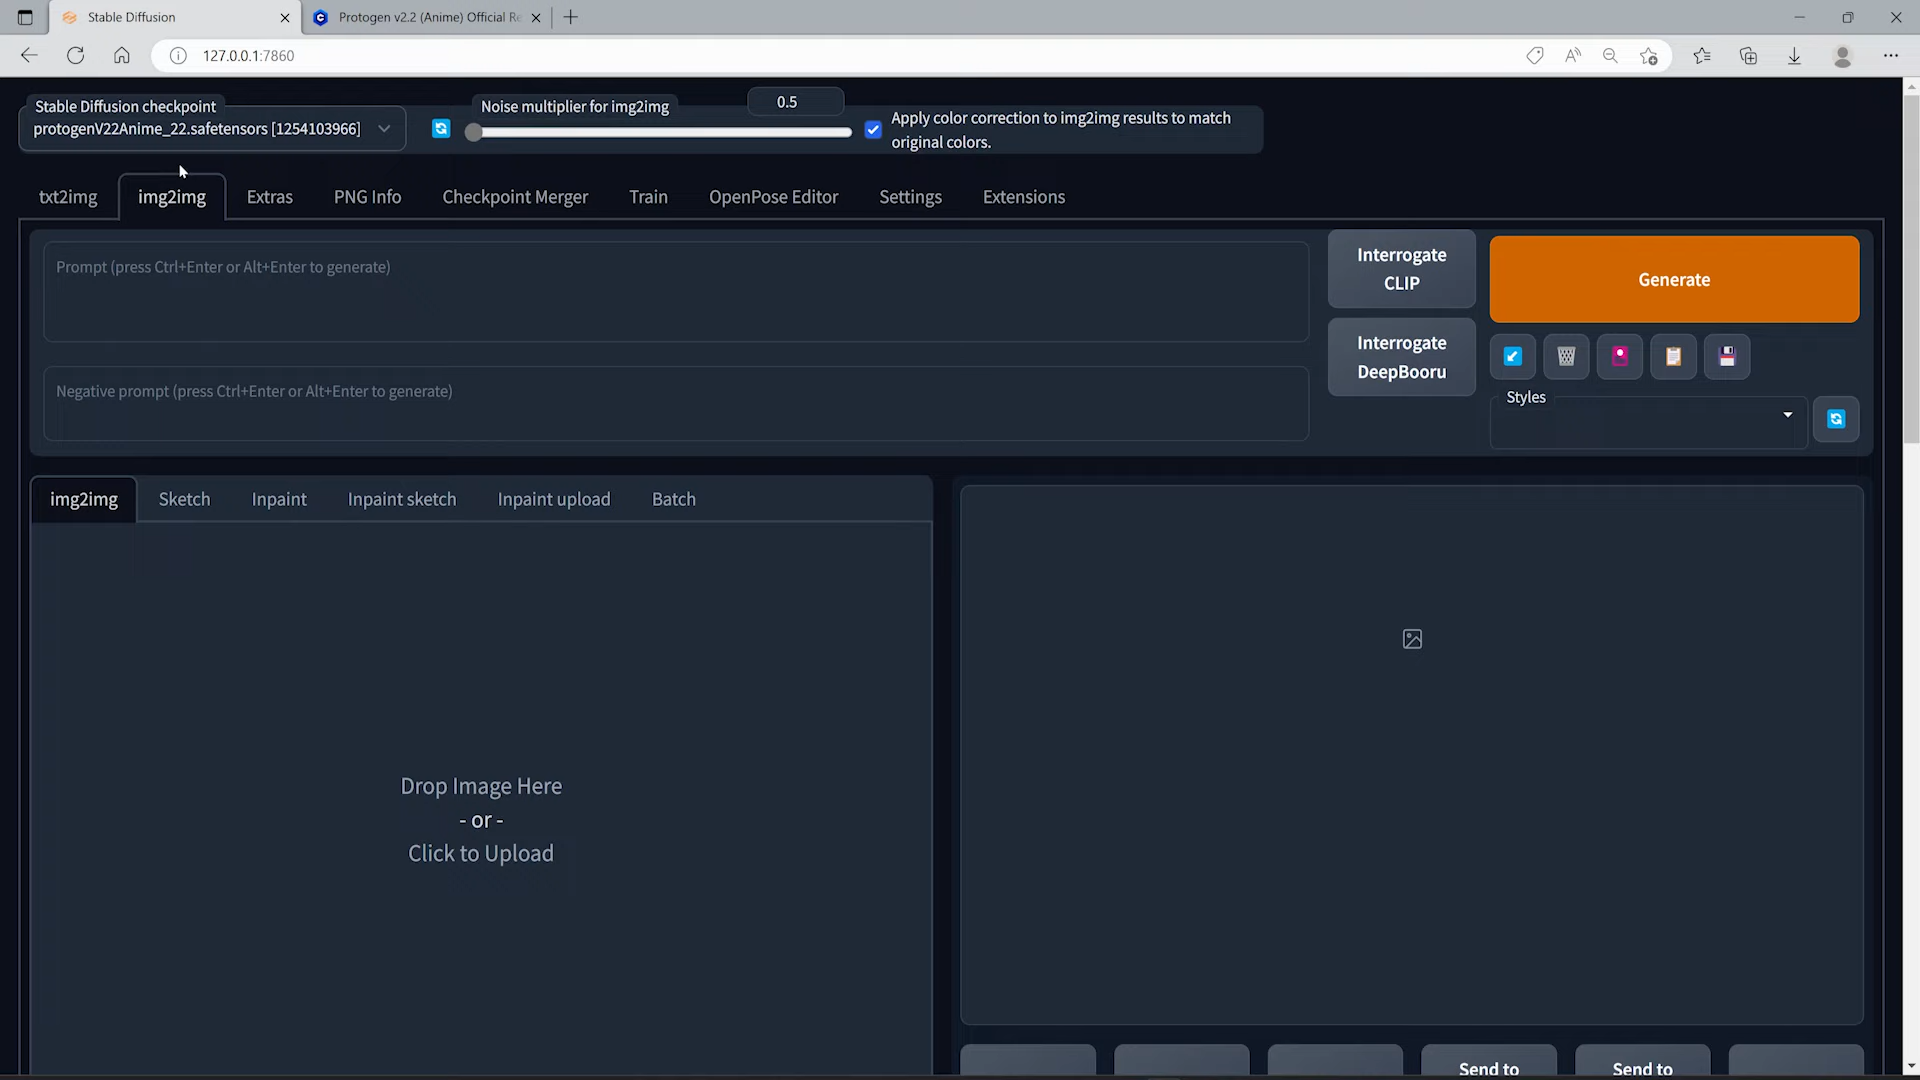 Stable Diffusion
Protogen v2.2 (Anime) Official Re
127.0.0.1:7860
Stable Diffusion checkpoint
protogenV22Anime_22.safetensors [1254103966]
Noise multiplier for img2img
0.5
Apply color correction to img2img results to match
original colors.
txt2img
img2img
Extras
PNG Info
Checkpoint Merger
Train
OpenPose Editor
Settings
Extensions
Prompt (press Ctrl+Enter or Alt+Enter to generate)
Negative prompt (press Ctrl+Enter or Alt+Enter to generate)
Interrogate
CLIP
Interrogate
DeepBooru
Generate
Styles
img2img
Sketch
Inpaint
Inpaint sketch
Inpaint upload
Batch
Drop Image Here
- or -
Click to Upload
Send to
Send to